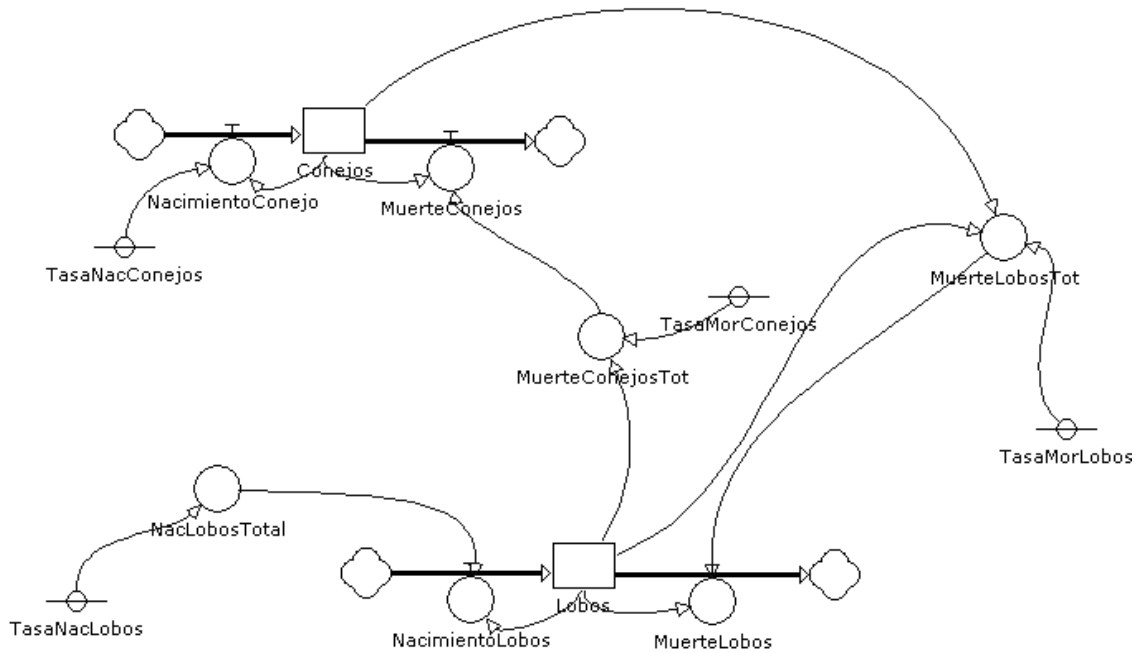 Conejos
NacimientoConejo
MuerteConejos
TasaNacConejos
MuerteLobosTot
TasaMorConejos
MuerteConejosTot
TasaMorLobos
NacLobosTotal
Lobos
TasaNacLobos
NacimientoLobos
MuerteLobos